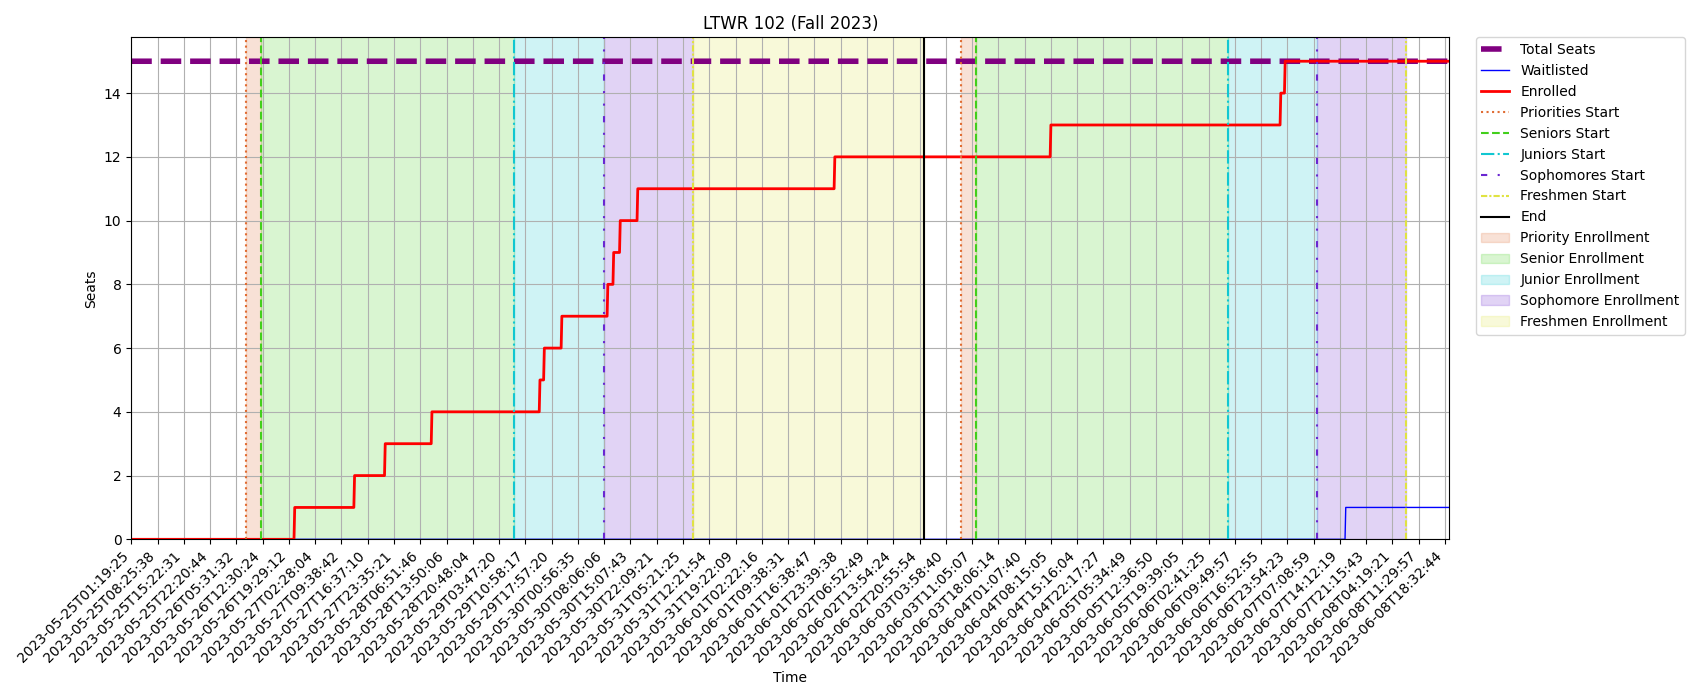 LTWR 102 (Fall 2023)
Seats
14
12
10
8
6
4
2
0
2023-05-25T01:19:25
2023-05-25T08:25:38
2023-05-25T15:22:31
2023-05-25T22:20:44
2023-05-26T05:31:32
2023-05-26T12:30:24
2023-05-26T19:29:12
2023-05-27T02:28:04
2023-05-27T09:38:42
2023-05-27T16:37:10
2023-05-27T23:35:21
2023-05-28T06:51:46
2023-05-28T13:50:06
2023-05-28T20:48:04
2023-05-29T03:47:20
2023-05-29T10:58:17
2023-05-29T17:57:20
2023-05-30T00:56:35
2023-05-30T08:06:06
2023-05-30T15:07:43
2023-05-30T22:09:21
2023-05-31T05:21:25
2023-05-31T12:21:54
2023-05-31T19:22:09
2023-06-01T02:22:16
2023-06-01T09:38:31
2023-06-01T16:38:47
2023-06-01T23:39:38
2023-06-02T06:52:49
2023-06-02T13:54:24
2023-06-02T20:55:54
2023-06-03T03:58:40
2023-06-03T11:05:07
2023-06-03T18:06:14
2023-06-04T01:07:40
2023-06-04T08:15:05
2023-06-04T15:16:04
2023-06-04T22:17:27
2023-06-05T05:34:49
2023-06-05T12:36:50
2023-06-05T19:39:05
2023-06-06T02:41:25
2023-06-06T09:49:57
2023-06-06T16:52:55
2023-06-06T23:54:23
2023-06-07T07:08:59
2023-06-07T14:12:19
2023-06-07T21:15:43
2023-06-08T04:19:21
2023-06-08T11:29:57
2023-06-08T18:32:44
Time
Total Seats
Waitlisted
Enrolled
Priorities Start
Seniors Start
Juniors Start
Sophomores Start
Freshmen Start
End
Priority Enrollment
Senior Enrollment
Junior Enrollment
Sophomore Enrollment
Freshmen Enrollment